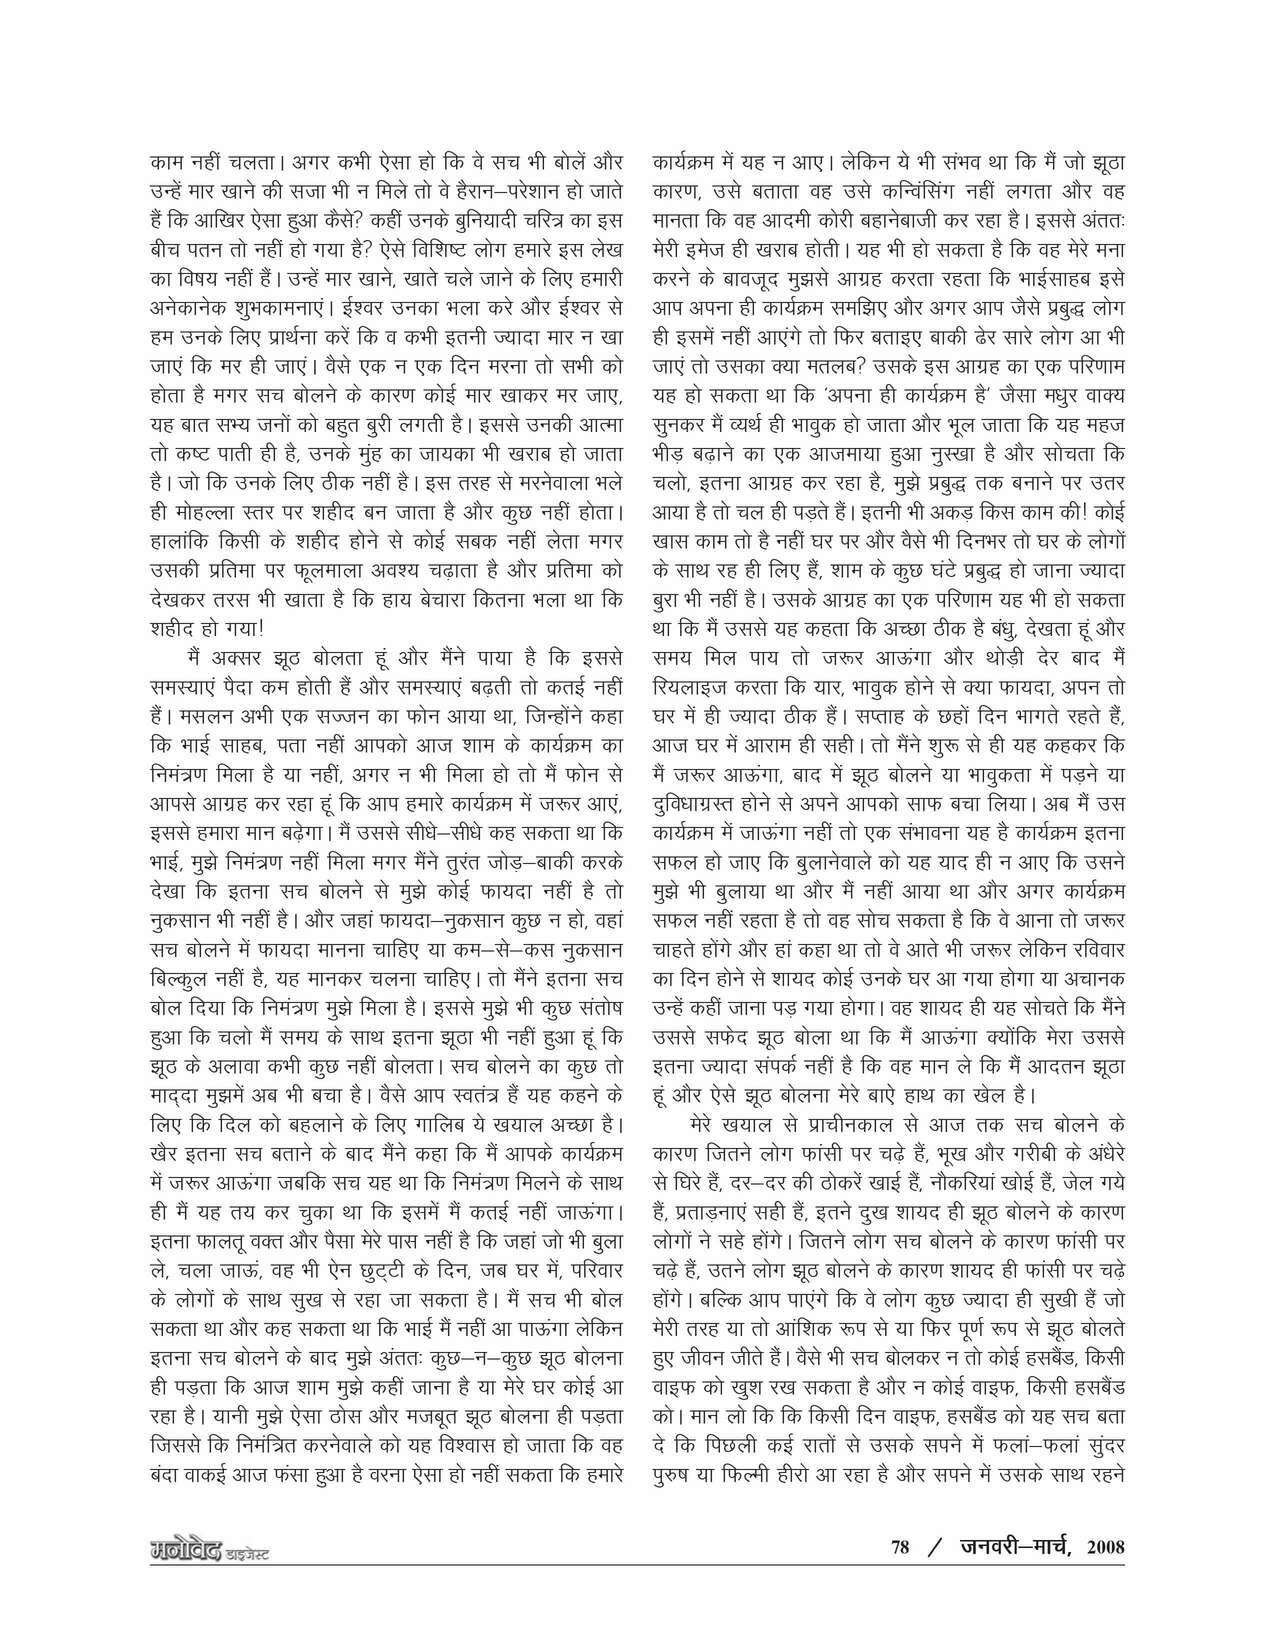 काम नहीं चलता। अगर कभी ऐसा हो कि वे सच भी बोलें और
उन्हें मार खाने की सजा भी न मिले तो वे हैरान–परेशान हो जाते
हैं कि आखिर ऐसा हुआ कैसे? कहीं उनके बुनियादी चरित्र का इस
बीच पतन तो नहीं हो गया है? ऐसे विशिष्ट लोग हमारे इस लेख
का विषय नहीं हैं। उन्हें मार खाने, खाते चले जाने के लिए हमारी
अनेकानेक शुभकामनाएं। ईश्वर उनका भला करे और ईश्वर से
हम उनके लिए प्रार्थना करें कि व कभी इतनी ज्यादा मार न खा
जाएं कि मर ही जाएं। वैसे एक न एक दिन मरना तो सभी को
होता है मगर सच बोलने के कारण कोई मार खाकर मर जाए,
यह बात सभ्य जनों को बहुत बुरी लगती है। इससे उनकी आत्मा
तो कष्ट पाती ही है, उनके मुंह का जायका भी खराब हो जाता
है। जो कि उनके लिए ठीक नहीं है। इस तरह से मरनेवाला भले
ही मोहल्ला स्तर पर शहीद बन जाता है और कुछ नहीं होता।
हालांकि किसी के शहीद होने से कोई सबक नहीं लेता मगर
उसकी प्रतिमा पर फूलमाला अवश्य चढ़ाता है और प्रतिमा को
देखकर तरस भी खाता है कि हाय बेचारा कितना भला था कि
शहीद हो गया!
मैं अक्सर झूठ बोलता हूं और मैंने पाया है कि इससे
समस्याएं पैदा कम होती हैं और समस्याएं बढ़ती तो कतई नहीं
हैं। मसलन अभी एक सज्जन का फोन आया था, जिन्होंने कहा
कि भाई साहब, पता नहीं आपको आज शाम के कार्यक्रम का
निमंत्रण मिला है या नहीं, अगर न भी मिला हो तो मैं फोन से
आपसे आग्रह कर रहा हूं कि आप हमारे कार्यक्रम में जरूर आएं,
इससे हमारा मान बढ़ेगा। मैं उससे सीधे–सीधे कह सकता था कि
भाई, मुझे निमंत्रण नहीं मिला मगर मैंने तुरंत जोड़–बाकी करके
देखा कि इतना सच बोलने से मुझे कोई फायदा नहीं है तो
नुकसान भी नहीं है। और जहां फायदा–नुकसान कुछ न हो, वहां
सच बोलने में फायदा मानना चाहिए या कम–से–कस नुकसान
बिल्कुल नहीं है, यह मानकर चलना चाहिए। तो मैंने इतना सच
बोल दिया कि निमंत्रण मुझे मिला है। इससे मुझे भी कुछ संतोष
हुआ कि चलो मैं समय के साथ इतना झूठा भी नहीं हुआ हूं कि
झूठ के अलावा कभी कुछ नहीं बोलता। सच बोलने का कुछ तो
माद्दा मुझमें अब भी बचा है। वैसे आप स्वतंत्र हैं यह कहने के
लिए कि दिल को बहलाने के लिए गालिब ये खयाल अच्छा है।
खैर इतना सच बताने के बाद मैंने कहा कि मैं आपके कार्यक्रम
में जरूर आऊंगा जबकि सच यह था कि निमंत्रण मिलने के साथ
ही मैं यह तय कर चुका था कि इसमें मैं कतई नहीं जाऊंगा।
इतना फालतू वक्त और पैसा मेरे पास नहीं है कि जहां जो भी बुला
ले, चला जाऊं, वह भी ऐन छुट्टी के दिन, जब घर में, परिवार
के लोगों के साथ सुख से रहा जा सकता है। मैं सच भी बोल
सकता था और कह सकता था कि भाई मैं नहीं आ पाऊंगा लेकिन
इतना सच बोलने के बाद मुझे अंततः कुछ–न–कुछ झूठ बोलना
ही पड़ता कि आज शाम मुझे कहीं जाना है या मेरे घर कोई आ
रहा है। यानी मुझे ऐसा ठोस और मजबूत झूठ बोलना ही पड़ता
जिससे कि निमंत्रित करनेवाले को यह विश्वास हो जाता कि वह
बंदा वाकई आज फंसा हुआ है वरना ऐसा हो नहीं सकता कि हमारे
कार्यक्रम में यह न आए। लेकिन ये भी संभव था कि मैं जो झूठा
कारण, उसे बताता वह उसे कन्विंसिंग नहीं लगता और वह
मानता कि वह आदमी कोरी बहानेबाजी कर रहा है। इससे अंततः
मेरी इमेज ही खराब होती। यह भी हो सकता है कि वह मेरे मना
करने के बावजूद मुझसे आग्रह करता रहता कि भाईसाहब इसे
आप अपना ही कार्यक्रम समझिए और अगर आप जैसे प्रबुद्ध लोग
ही इसमें नहीं आएंगे तो फिर बताइए बाकी ढेर सारे लोग आ भी
जाएं तो उसका क्या मतलब? उसके इस आग्रह का एक परिणाम
यह हो सकता था कि 'अपना ही कार्यक्रम है' जैसा मधुर वाक्य
सुनकर मैं व्यर्थ ही भावुक हो जाता और भूल जाता कि यह महज
भीड़ बढ़ाने का एक आजमाया हुआ नुस्खा है और सोचता कि
चलो, इतना आग्रह कर रहा है, मुझे प्रबुद्ध तक बनाने पर उतर
आया है तो चल ही पड़ते हैं। इतनी भी अकड़ किस काम की! कोई
खास काम तो है नहीं घर पर और वैसे भी दिनभर तो घर के लोगों
के साथ रह ही लिए हैं, शाम के कुछ घंटे प्रबुद्ध हो जाना ज्यादा
बुरा भी नहीं है। उसके आग्रह का एक परिणाम यह भी हो सकता
था कि मैं उससे यह कहता कि अच्छा ठीक है बंधु, देखता हूं और
समय मिल पाय तो जरूर आऊंगा और थोड़ी देर बाद मैं
रियलाइज करता कि यार, भावुक होने से क्या फायदा, अपन तो
घर में ही ज्यादा ठीक हैं। सप्ताह के छहों दिन भागते रहते हैं,
आज घर में आराम ही सही। तो मैंने शुरू से ही यह कहकर कि
मैं जरूर आऊंगा, बाद में झूठ बोलने या भावुकता में पड़ने या
दुविधाग्रस्त होने से अपने आपको साफ बचा लिया। अब मैं उस
कार्यक्रम में जाऊंगा नहीं तो एक संभावना यह है कार्यक्रम इतना
सफल हो जाए कि बुलानेवाले को यह याद ही न आए कि उसने
मुझे भी बुलाया था और मैं नहीं आया था और अगर कार्यक्रम
सफल नहीं रहता है तो वह सोच सकता है कि वे आना तो जरूर
चाहते होंगे और हां कहा था तो वे आते भी जरूर लेकिन रविवार
का दिन होने से शायद कोई उनके घर आ गया होगा या अचानक
उन्हें कहीं जाना पड़ गया होगा। वह शायद ही यह सोचते कि मैंने
उससे सफेद झूठ बोला था कि मैं आऊंगा क्योंकि मेरा उससे
इतना ज्यादा संपर्क नहीं है कि वह मान ले कि मैं आदतन झूठा
हूं और ऐसे झूठ बोलना मेरे बाऐ हाथ का खेल है।
मेरे खयाल से प्राचीनकाल से आज तक सच बोलने के
कारण जितने लोग फांसी पर चढ़े हैं, भूख और गरीबी के अंधेरे
से घिरे हैं, दर–दर की ठोकरें खाई हैं, नौकरियां खोई हैं, जेल गये
हैं, प्रताड़नाएं सही हैं, इतने दुख शायद ही झूठ बोलने के कारण
लोगों ने सहे होंगे। जितने लोग सच बोलने के कारण फांसी पर
चढ़े हैं, उतने लोग झूठ बोलने के कारण शायद ही फांसी पर चढ़े
होंगे। बल्कि आप पाएंगे कि वे लोग कुछ ज्यादा ही सुखी हैं जो
मेरी तरह या तो आंशिक रूप से या फिर पूर्ण रूप से झूठ बोलते
हुए जीवन जीते हैं। वैसे भी सच बोलकर न तो कोई हसबैंड, किसी
वाइफ को खुश रख सकता है और न कोई वाइफ, किसी हसबैंड
को। मान लो कि कि किसी दिन वाइफ, हसबैंड को यह सच बता
दे कि पिछली कई रातों से उसके सपने में फलां–फलां सुंदर
पुरुष या फिल्मी हीरो आ रहा है और सपने में उसके साथ रहने
मनोवेद डाइजेस्ट
78 / जनवरी–मार्च, 2008